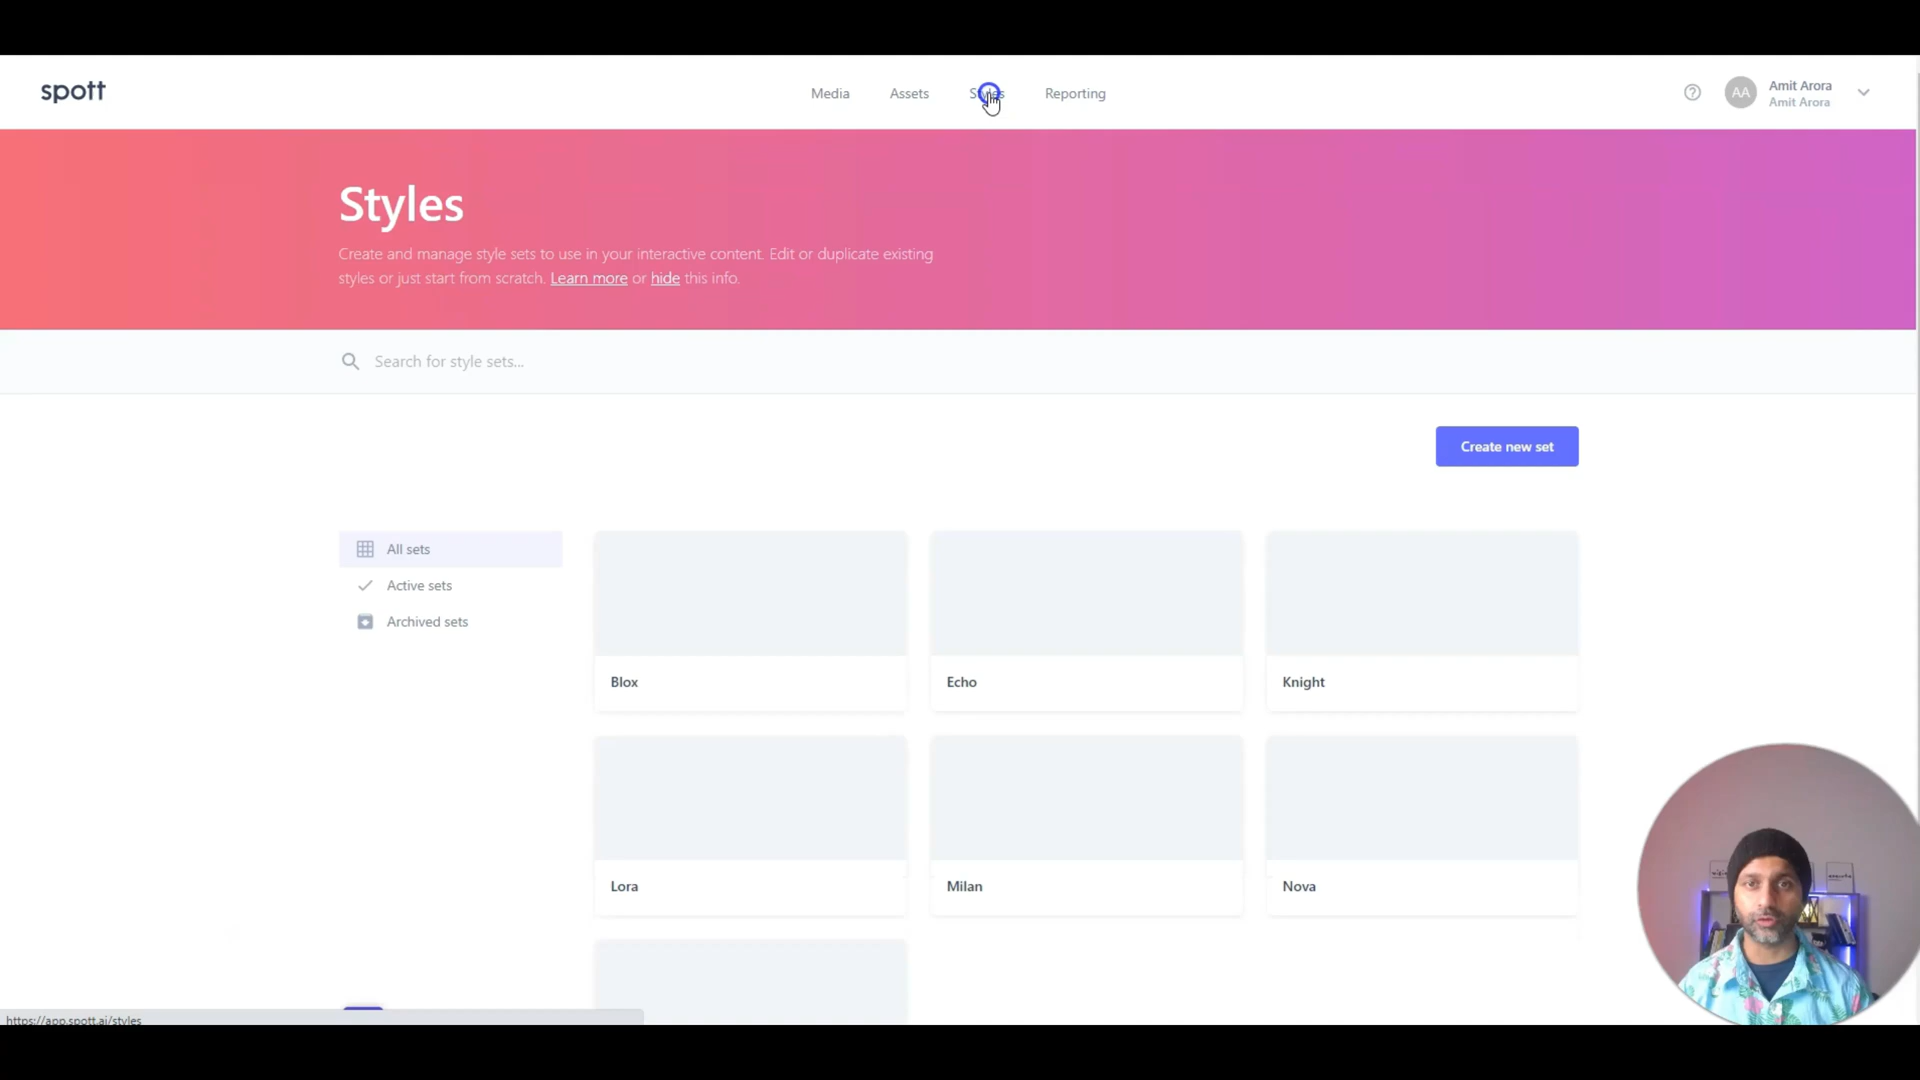 spott
Media
Assets
Styles
Reporting
AA
Amit Arora
Amit Arora
Styles
Create and manage style sets to use in your interactive content. Edit or duplicate existing
styles or just start from scratch. Learn more or hide this info.
Search for style sets...
Create new set
All sets
Active sets
Archived sets
Blox
Echo
Knight
Lora
Milan
Nova
https://app.spott.ai/styles